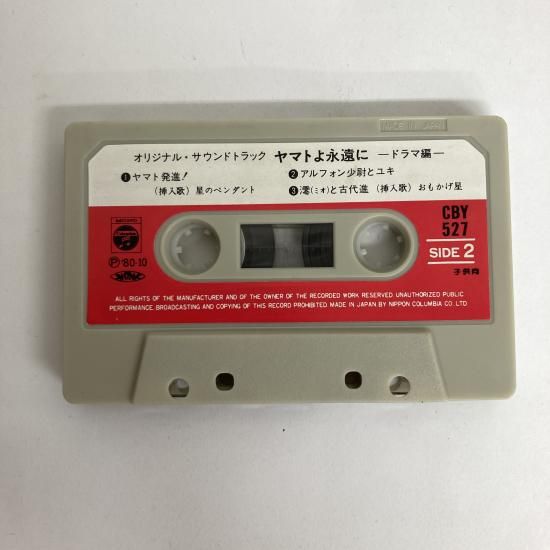 MADE IN JAPAN
オリジナル・サウンドトラック ヤマトよ永遠に ードラマ編ー
❶ヤマト発進!
(挿入歌) 星のペンダント
❷アルフォン少尉とユキ
❸澪(ミオ)と古代進 (挿入歌) おもかげ星
CBY
527
SIDE 2
子供向
Columbia
Ⓟ'80・10
ALL RIGHTS OF THE MANUFACTURER AND OF THE OWNER OF THE RECORDED WORK RESERVED. UNAUTHORIZED PUBLIC
PERFORMANCE. BROADCASTING AND COPYING OF THIS RECORD PROHIBITED. MADE IN JAPAN BY NIPPON COLUMBIA CO. LTD